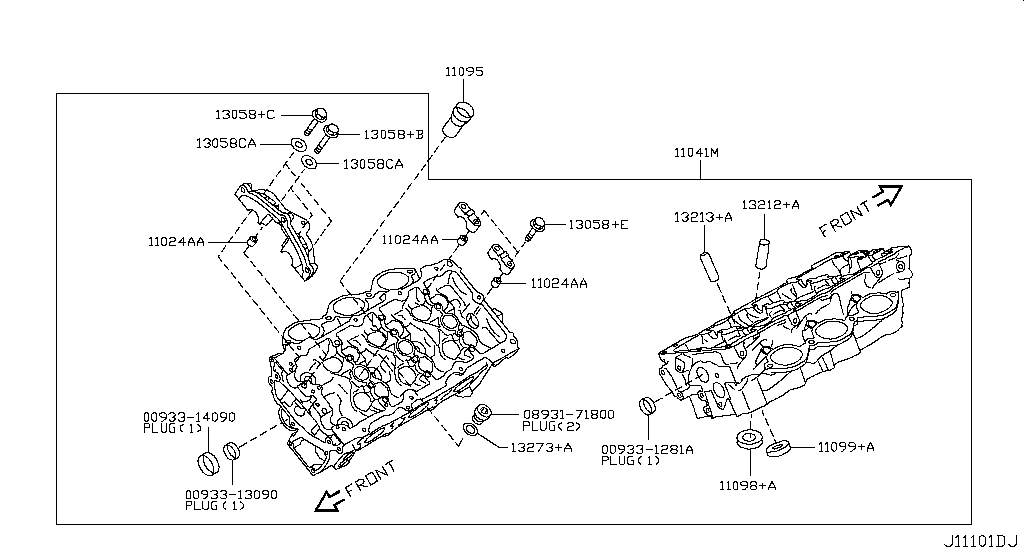 11095
13058+C
13058+B
13058CA
13058CA
11041M
13212+A
13213+A
FRONT
13058+E
11024AA
11024AA
11024AA
00933-14090
PLUG(1)
08931-71800
PLUG(2)
13273+A
00933-1281A
PLUG(1)
11099+A
11098+A
00933-13090
PLUG(1)
FRONT
J11101DJ